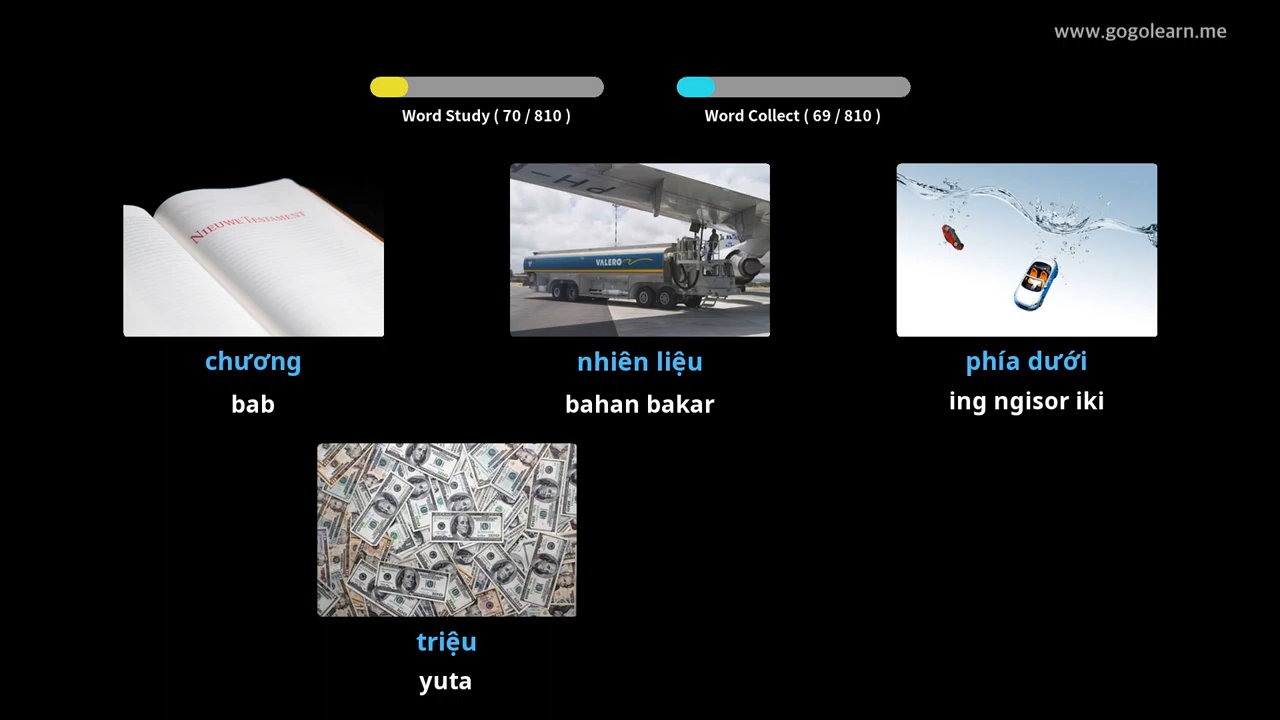 www.gogolearn.me
Word Study ( 70 / 810 )
Word Collect ( 69 / 810 )
NIEUWE TESTAMENT
VALERO
chương
nhiên liệu
phía dưới
bab
bahan bakar
ing ngisor iki
triệu
yuta